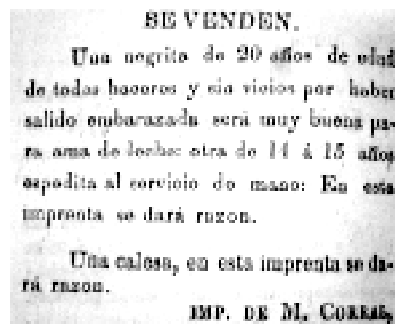 SE VENDEN.
Una negrita de 20 años de edad
de todos haceres y sin vicios por haber
salido embarazada será muy buena pa-
ra ama de leche: otra de 14 á 15 años
espedita al servicio de mano: En esta
imprenta se dará razon.
Una calesa, en esta imprenta se da-
rá razon.
IMP. DE M. CORRAL,